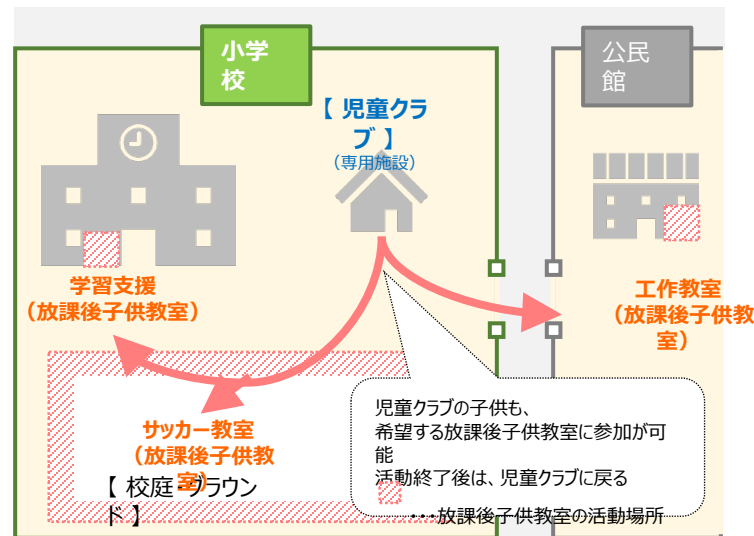 小学
校
公民
館
【 児童クラ
ブ 】
（専用施設）
学習支援
（放課後子供教室）
工作教室
（放課後子供教
室）
サッカー教室
（放課後子供教
室）
【 校庭・グラウン
ド 】
児童クラブの子供も、
希望する放課後子供教室に参加が可
能
活動終了後は、児童クラブに戻る
・・・放課後子供教室の活動場所